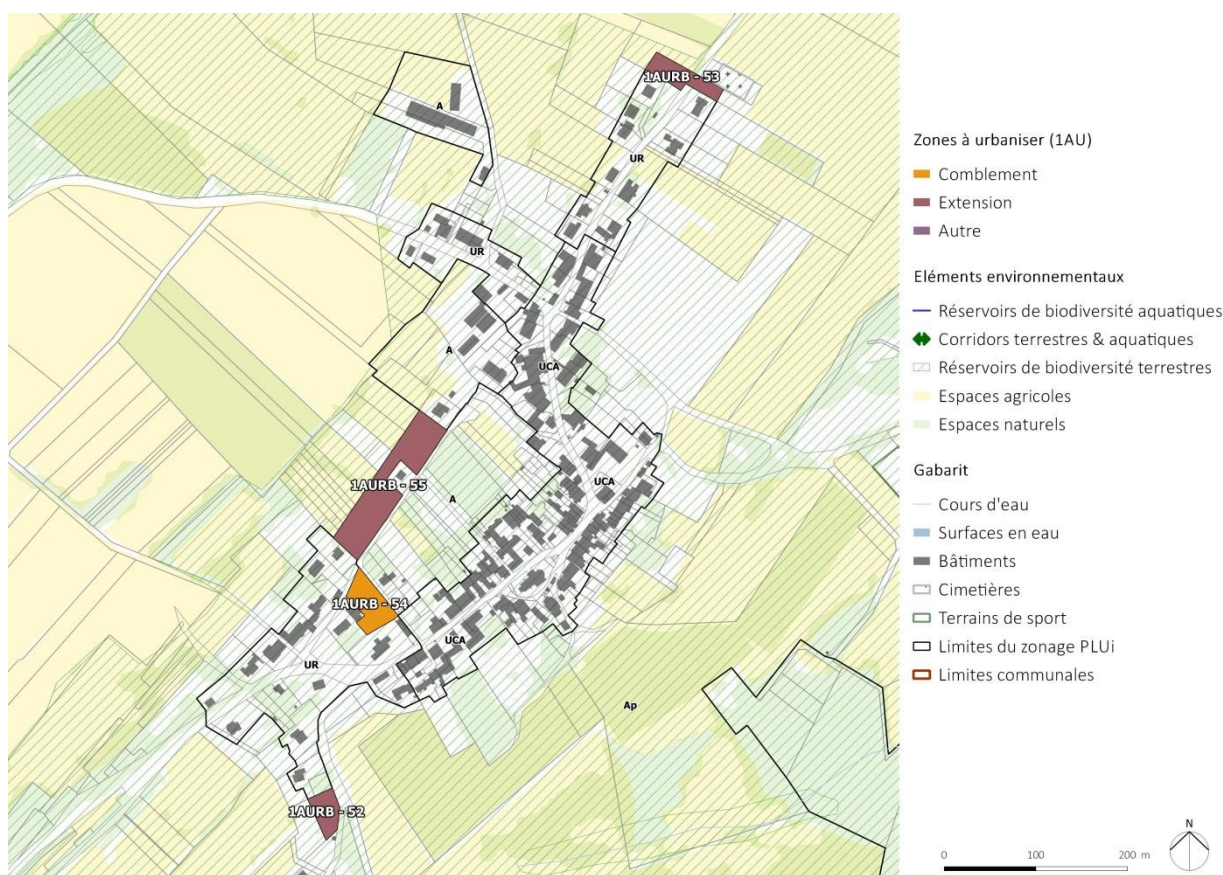 1AURB - 53
A
UR
UR
A
UCA
UCA
1AURB - 55
A
1AURB - 54
UCA
UR
Ap
1AURB - 52
Zones à urbaniser (1AU)
Comblement
Extension
Autre
Eléments environnementaux
Réservoirs de biodiversité aquatiques
Corridors terrestres & aquatiques
Réservoirs de biodiversité terrestres
Espaces agricoles
Espaces naturels
Gabarit
Cours d'eau
Surfaces en eau
Bâtiments
Cimetières
Terrains de sport
Limites du zonage PLUi
Limites communales
N
0 100 200 m